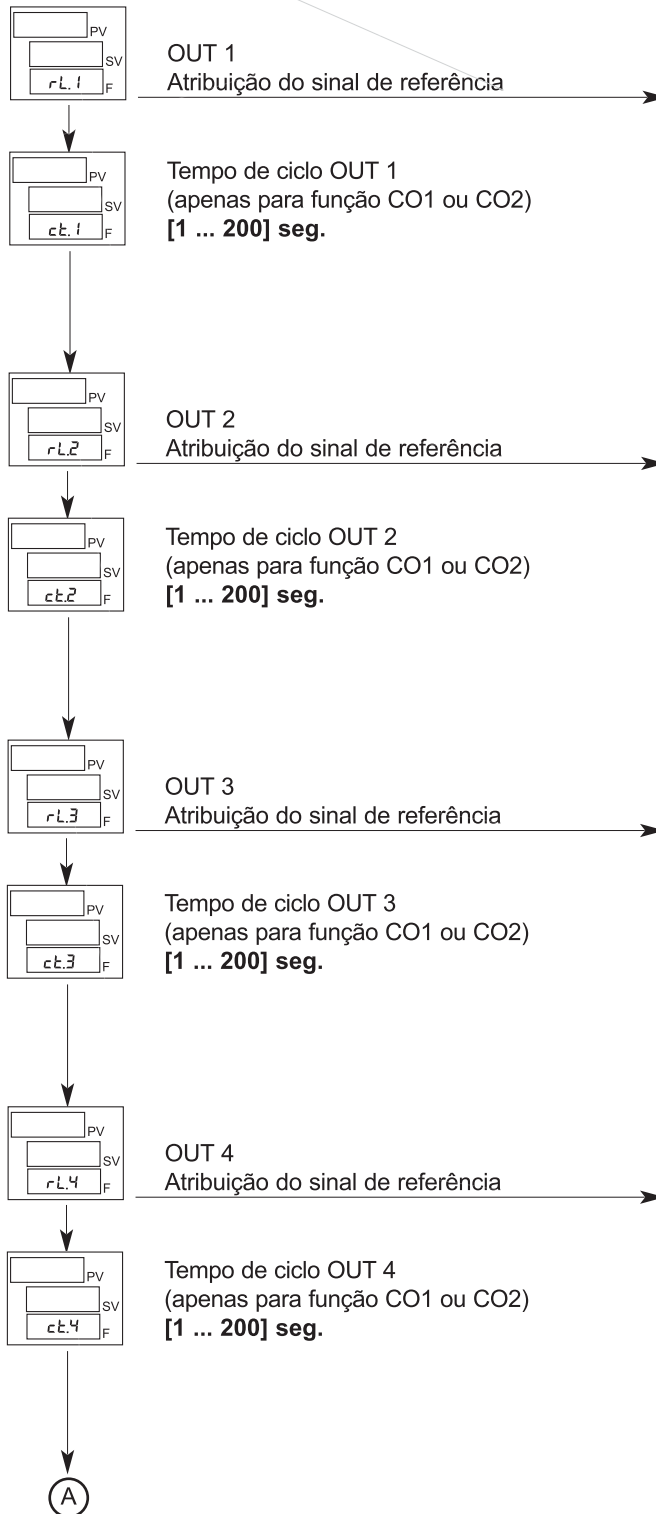 PV
SV
rL.1 F
OUT 1
Atribuição do sinal de referência
PV
SV
ct.1 F
Tempo de ciclo OUT 1
(apenas para função CO1 ou CO2)
[1 ... 200] seg.
PV
SV
rL.2 F
OUT 2
Atribuição do sinal de referência
PV
SV
ct.2 F
Tempo de ciclo OUT 2
(apenas para função CO1 ou CO2)
[1 ... 200] seg.
PV
SV
rL.3 F
OUT 3
Atribuição do sinal de referência
PV
SV
ct.3 F
Tempo de ciclo OUT 3
(apenas para função CO1 ou CO2)
[1 ... 200] seg.
PV
SV
rL.4 F
OUT 4
Atribuição do sinal de referência
PV
SV
ct.4 F
Tempo de ciclo OUT 4
(apenas para função CO1 ou CO2)
[1 ... 200] seg.
A